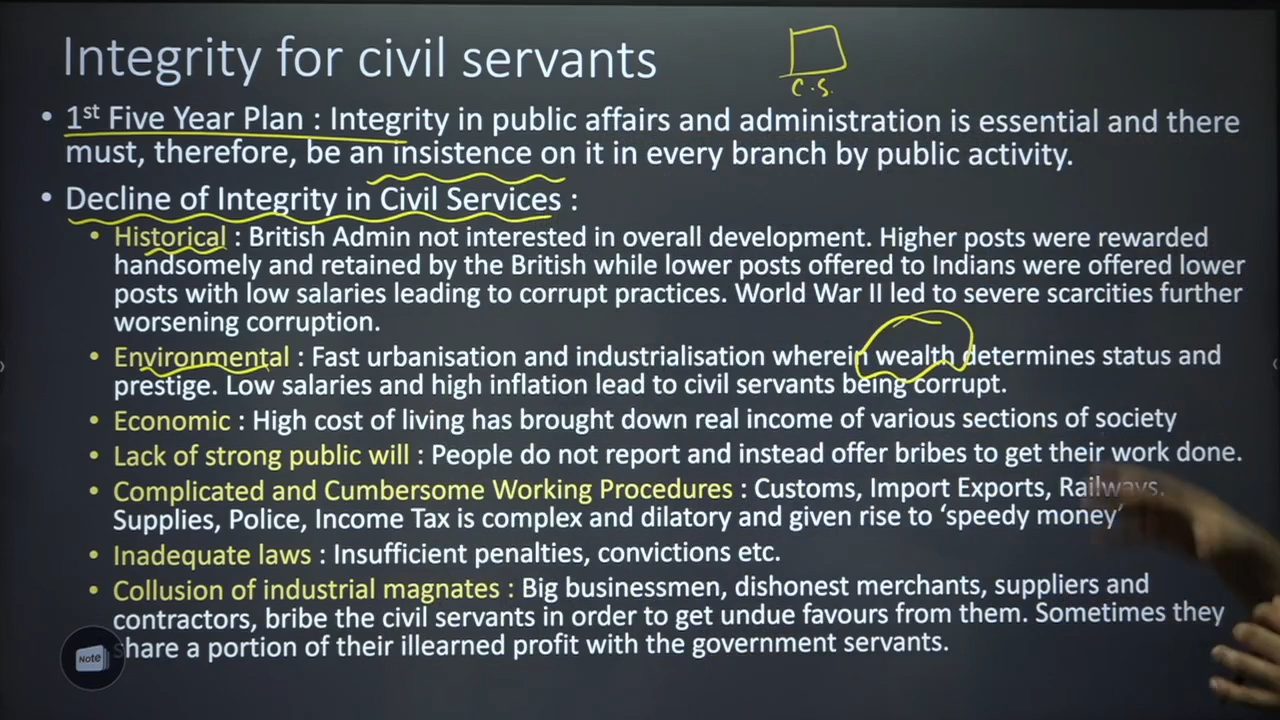 Integrity for civil servants
C.S.
• 1st Five Year Plan : Integrity in public affairs and administration is essential and there
must, therefore, be an insistence on it in every branch by public activity.
• Decline of Integrity in Civil Services :
• Historical : British Admin not interested in overall development. Higher posts were rewarded
handsomely and retained by the British while lower posts offered to Indians were offered lower
posts with low salaries leading to corrupt practices. World War II led to severe scarcities further
worsening corruption.
• Environmental : Fast urbanisation and industrialisation wherein wealth determines status and
prestige. Low salaries and high inflation lead to civil servants being corrupt.
• Economic : High cost of living has brought down real income of various sections of society
• Lack of strong public will : People do not report and instead offer bribes to get their work done.
• Complicated and Cumbersome Working Procedures : Customs, Import Exports, Railways.
Supplies, Police, Income Tax is complex and dilatory and given rise to ‘speedy money’
• Inadequate laws : Insufficient penalties, convictions etc.
• Collusion of industrial magnates : Big businessmen, dishonest merchants, suppliers and
contractors, bribe the civil servants in order to get undue favours from them. Sometimes they
share a portion of their illearned profit with the government servants.
Note